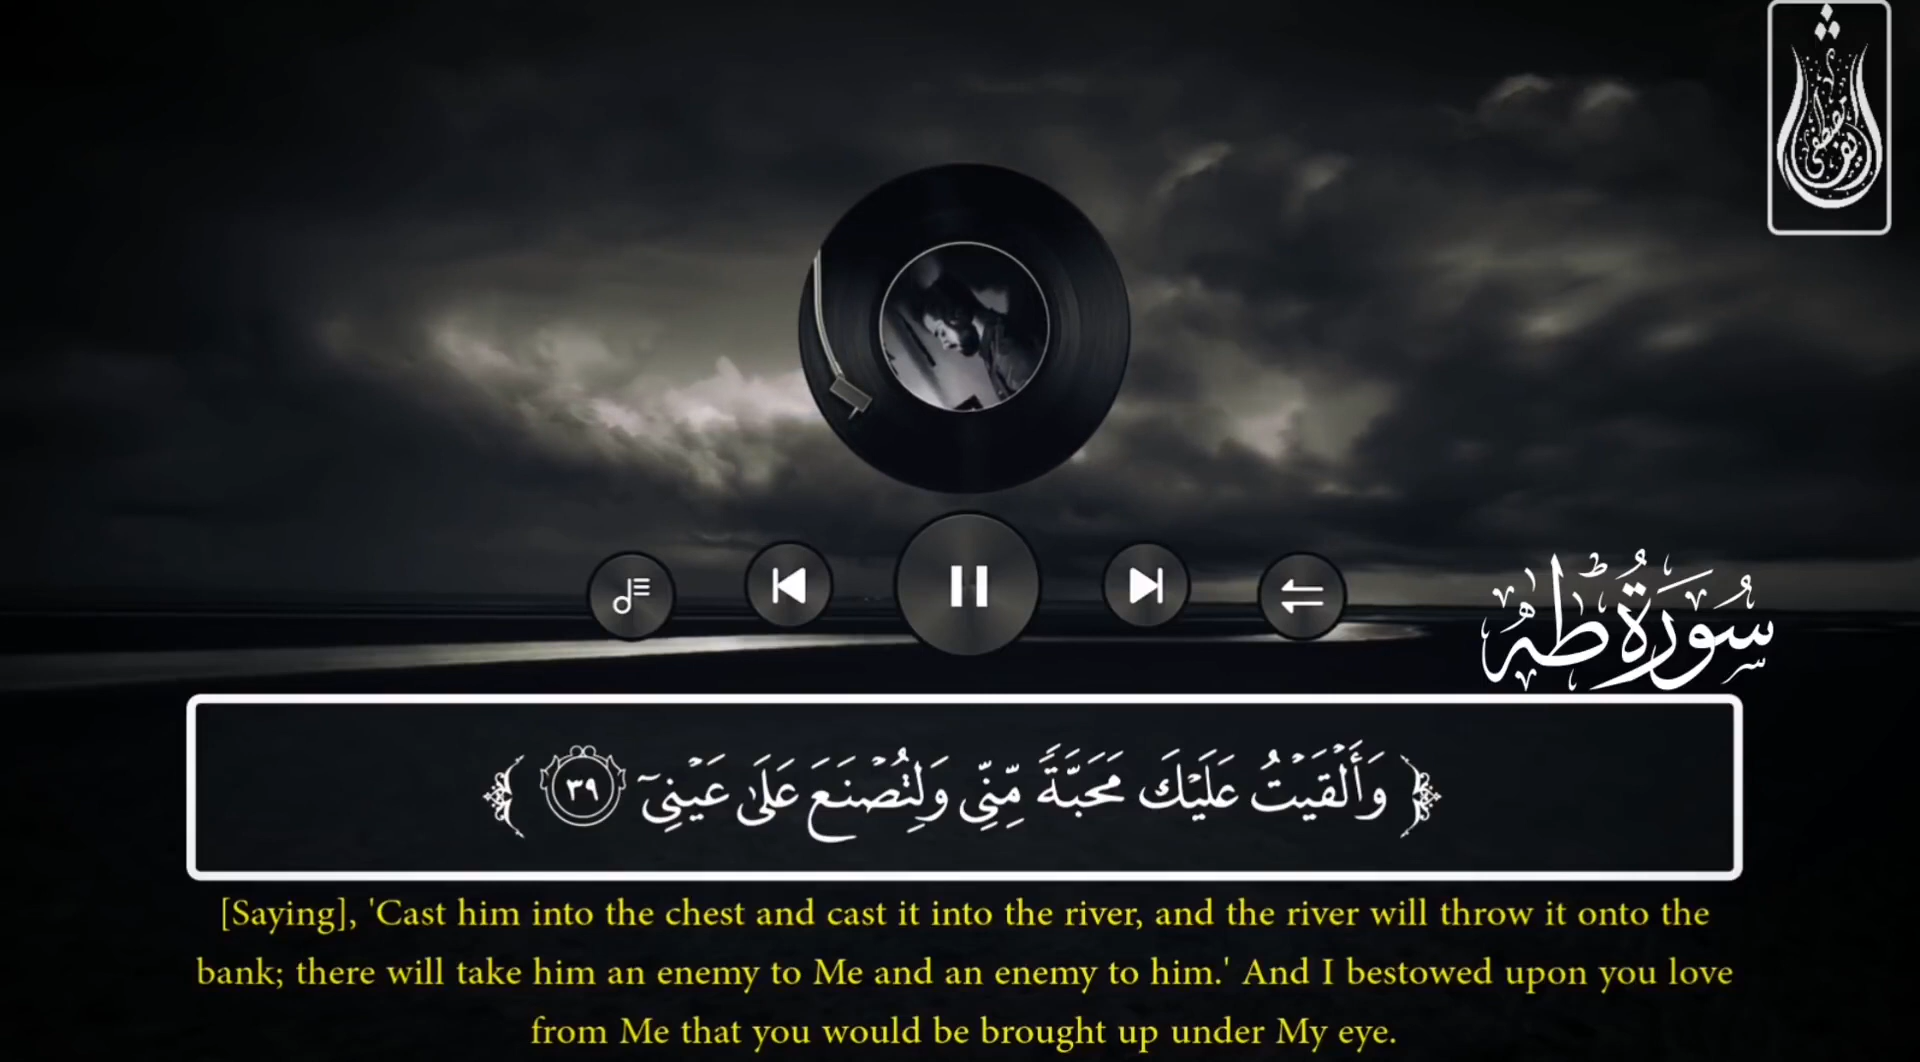 سُورَةُ طه
﴿ وَأَلْقَيْتُ عَلَيْكَ مَحَبَّةً مِّنِّى وَلِتُصْنَعَ عَلَىٰ عَيْنِىٓ ٣٩ ﴾
[Saying], 'Cast him into the chest and cast it into the river, and the river will throw it onto the
bank; there will take him an enemy to Me and an enemy to him.' And I bestowed upon you love
from Me that you would be brought up under My eye.